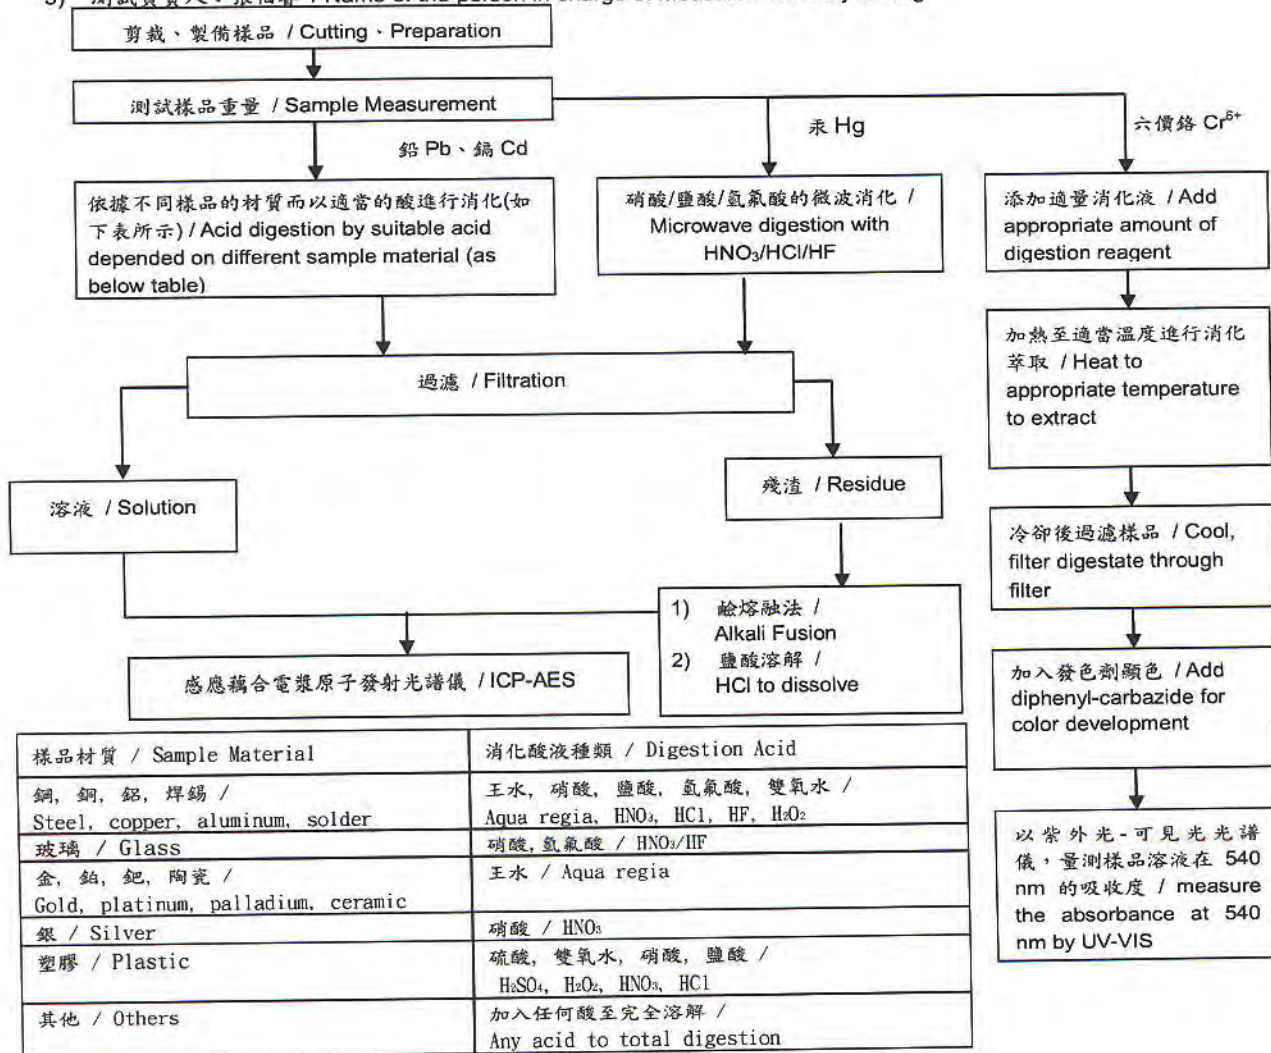 剪裁、製備樣品 / Cutting、Preparation
測試樣品重量 / Sample Measurement
鉛 Pb、鎘 Cd
汞 Hg
六價鉻 Cr⁶⁺
依據不同樣品的材質而以適當的酸進行消化(如
下表所示) / Acid digestion by suitable acid
depended on different sample material (as
below table)
硝酸/鹽酸/氫氟酸的微波消化 /
Microwave digestion with
HNO₃/HCl/HF
添加適量消化液 / Add
appropriate amount of
digestion reagent
過濾 / Filtration
加熱至適當溫度進行消化
萃取 / Heat to
appropriate temperature
to extract
溶液 / Solution
殘渣 / Residue
冷卻後過濾樣品 / Cool,
filter digestate through
filter
1) 鹼熔融法 /
Alkali Fusion
2) 鹽酸溶解 /
HCl to dissolve
感應藕合電漿原子發射光譜儀 / ICP-AES
加入發色劑顯色 / Add
diphenyl-carbazide for
color development
以紫外光-可見光光譜
儀，量測樣品溶液在 540
nm 的吸收度 / measure
the absorbance at 540
nm by UV-VIS
樣品材質 / Sample Material
消化酸液種類 / Digestion Acid
鋼, 銅, 鋁, 焊錫 /
Steel, copper, aluminum, solder
王水, 硝酸, 鹽酸, 氫氟酸, 雙氧水 /
Aqua regia, HNO₃, HCl, HF, H₂O₂
玻璃 / Glass
硝酸, 氫氟酸 / HNO₃/HF
金, 鉑, 鈀, 陶瓷 /
Gold, platinum, palladium, ceramic
王水 / Aqua regia
銀 / Silver
硝酸 / HNO₃
塑膠 / Plastic
硫酸, 雙氧水, 硝酸, 鹽酸 /
H₂SO₄, H₂O₂, HNO₃, HCl
其他 / Others
加入任何酸至完全溶解 /
Any acid to total digestion